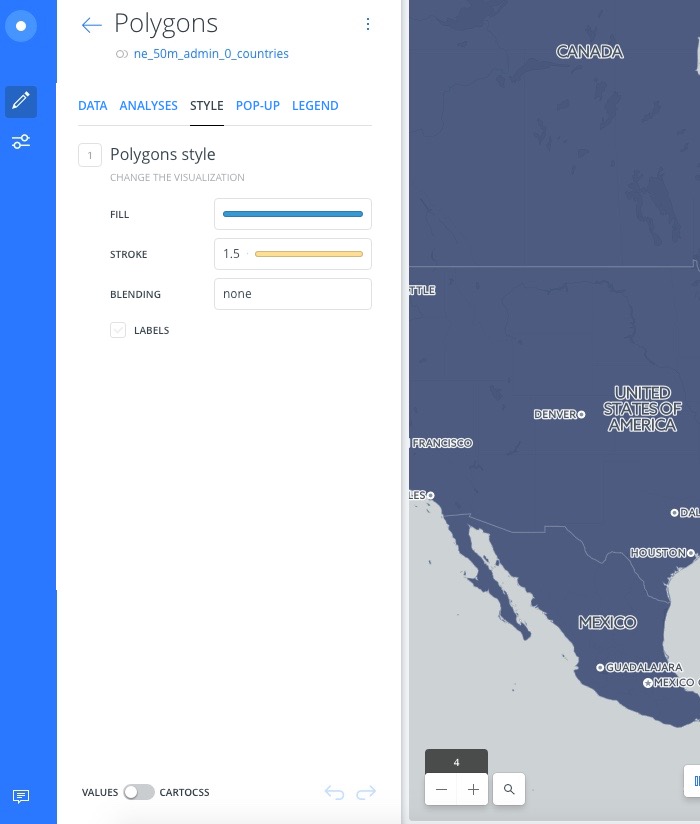 Polygons
ne_50m_admin_0_countries
DATA ANALYSES STYLE POP-UP LEGEND
1 Polygons style
CHANGE THE VISUALIZATION
FILL
STROKE 1.5
BLENDING none
LABELS
VALUES CARTOCSS
CANADA
TTLE
UNITED
STATES OF
AMERICA
DENVER
FRANCISCO
LES
DAL
HOUSTON
MEXICO
GUADALAJARA
MEXICO C
4